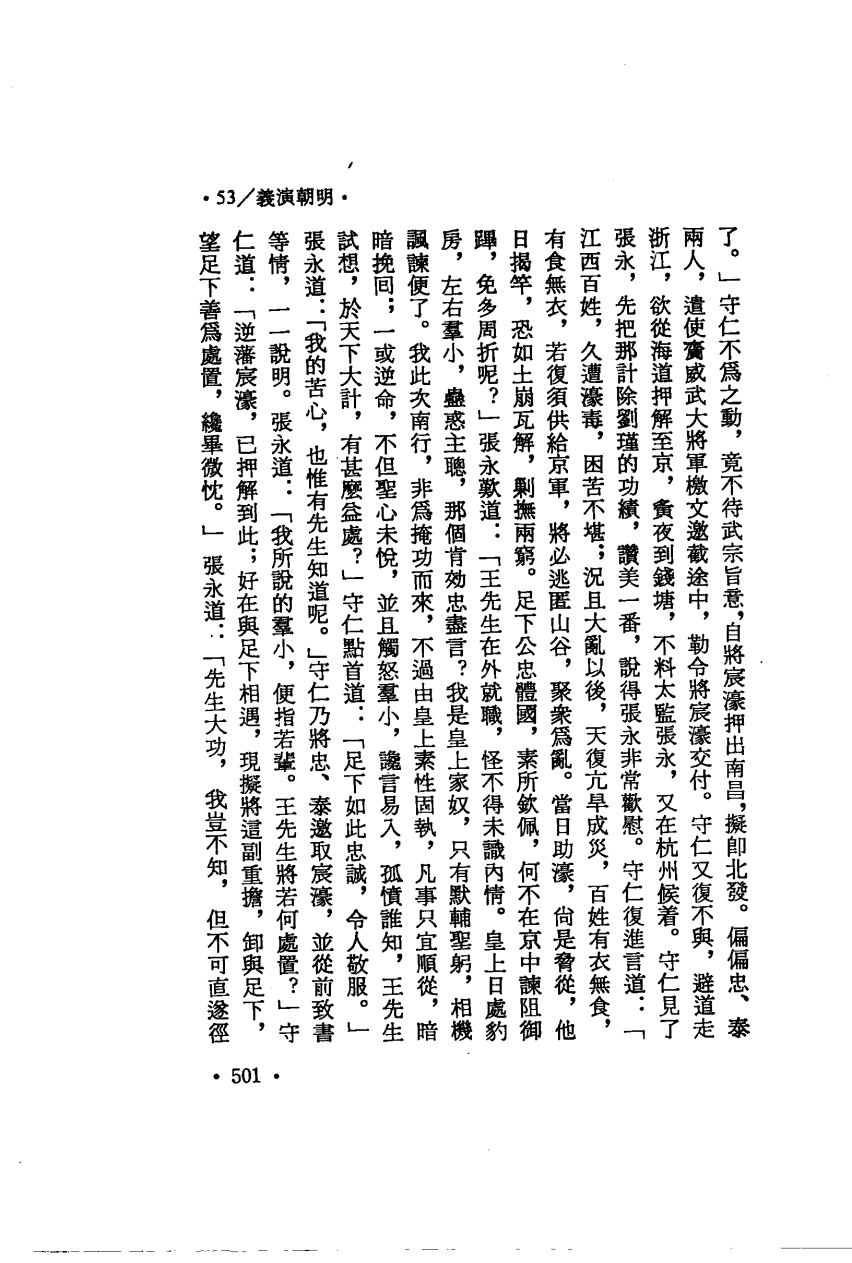 ·明朝演義/53·
了。」守仁不爲之動，竟不待武宗旨意，自將宸濠押出南昌，擬卽北發。偏偏忠、泰
兩人，遣使齎威武大將軍檄文邀截途中，勒令將宸濠交付。守仁又復不與，避道走
浙江，欲從海道押解至京，夤夜到錢塘，不料太監張永，又在杭州候着。守仁見了
張永，先把那計除劉瑾的功績，讚美一番，說得張永非常歡慰。守仁復進言道：「
江西百姓，久遭濠毒，困苦不堪；況且大亂以後，天復亢旱成災，百姓有衣無食，
有食無衣，若復須供給京軍，將必逃匿山谷，聚衆爲亂。當日助濠，尙是脅從，他
日揭竿，恐如土崩瓦解，剿撫兩窮。足下公忠體國，素所欽佩，何不在京中諫阻御
蹕，免多周折呢？」張永歎道：「王先生在外就職，怪不得未識內情。皇上日處豹
房，左右羣小，蠱惑主聰，那個肯効忠盡言？我是皇上家奴，只有默輔聖躬，相機
諷諫便了。我此次南行，非爲掩功而來，不過由皇上素性固執，凡事只宜順從，暗
暗挽囘；一或逆命，不但聖心未悅，並且觸怒羣小，讒言易入，孤憤誰知，王先生
試想，於天下大計，有甚麼益處？」守仁點首道：「足下如此忠誠，令人敬服。」
張永道：「我的苦心，也惟有先生知道呢。」守仁乃將忠、泰邀取宸濠，並從前致書
等情，一一說明。張永道：「我所說的羣小，便指若輩。王先生將若何處置？」守
仁道：「逆藩宸濠，已押解到此；好在與足下相遇，現擬將這副重擔，卸與足下，
望足下善爲處置，纔畢微忱。」張永道：「先生大功，我豈不知，但不可直遂徑
·501·